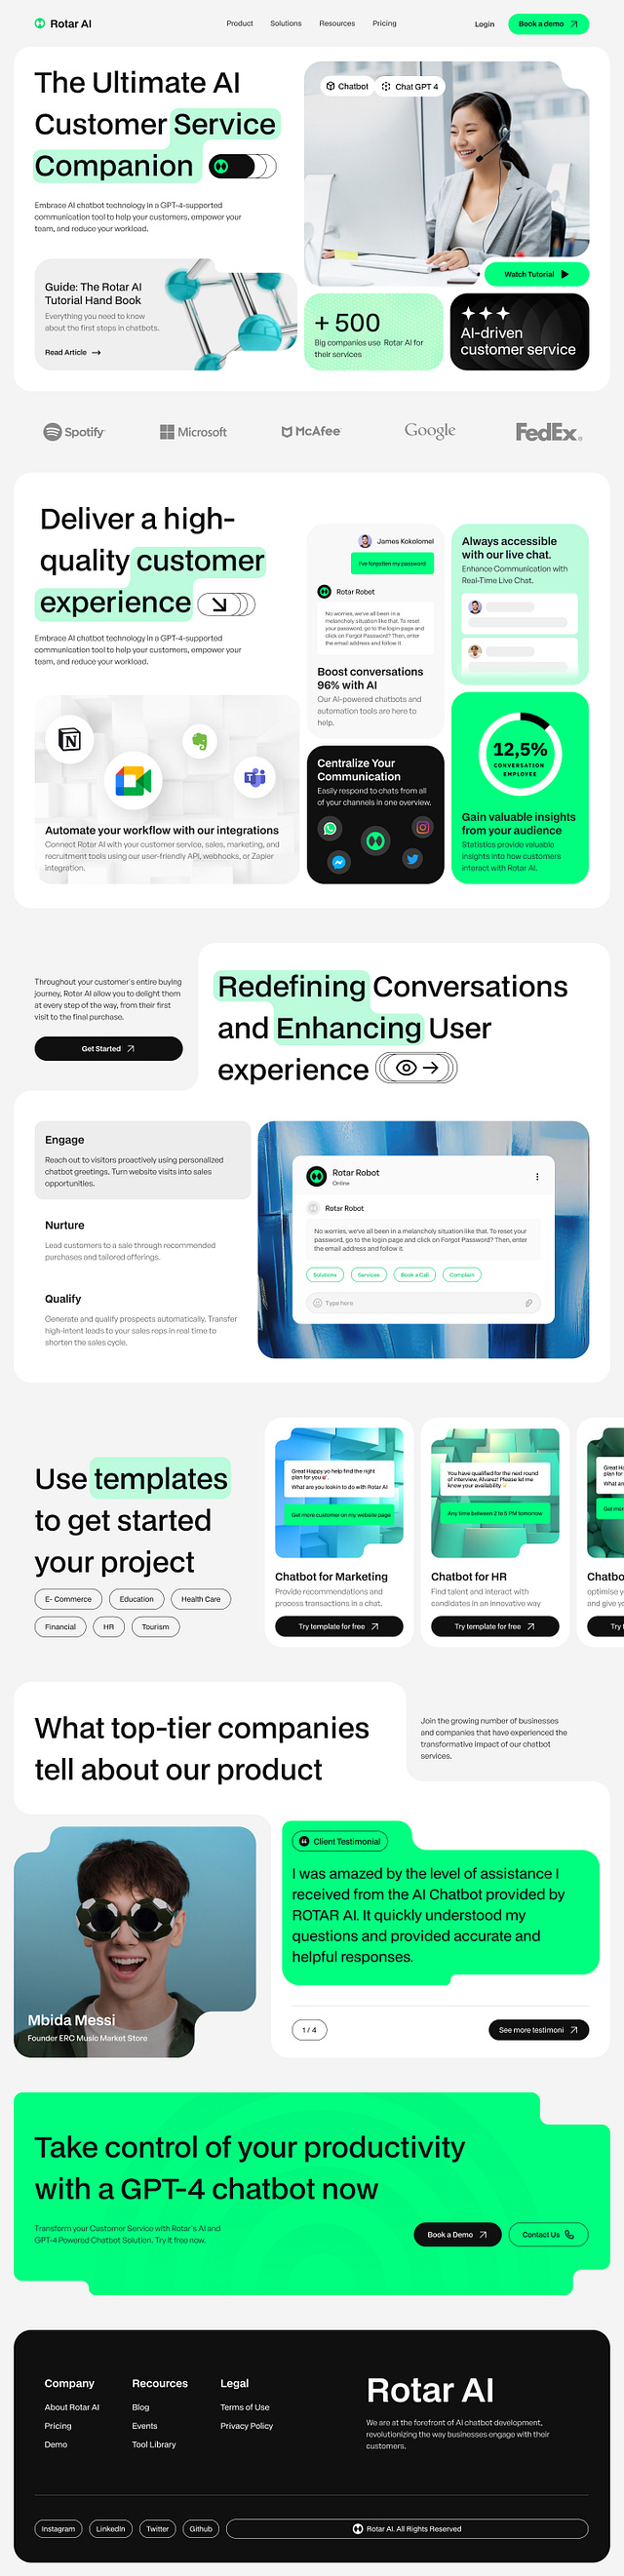 Rotar AI
Product
Solutions
Resources
Pricing
Login
Book a demo
The Ultimate AI
Customer Service
Companion
Embrace AI chatbot technology in a GPT-4-supported
communication tool to help your customers, empower your
team, and reduce your workload.
Guide: The Rotar AI
Tutorial Hand Book
Everything you need to know
about the first steps in chatbots.
Read Article
Chatbot
Chat GPT 4
Watch Tutorial
+ 500
Big companies use Rotar AI for
their services
AI-driven
customer service
Spotify
Microsoft
McAfee
Google
FedEx
Deliver a high-
quality customer
experience
Embrace AI chatbot technology in a GPT-4-supported
communication tool to help your customers, empower your
team, and reduce your workload.
N
Automate your workflow with our integrations
Connect Rotar AI with your customer service, sales, marketing, and
recruitment tools using our user-friendly API, webhooks, or Zapier
integration.
James Kokolomel
I've forgotten my password
Rotar Robot
No worries, we've all been in a
melancholy situation like that. To reset
your password, go to the login page and
click on Forgot Password? Then, enter
the email address and follow it
Boost conversations
96% with AI
Our AI-powered chatbots and
automation tools are here to
help.
Centralize Your
Communication
Easily respond to chats from all
of your channels in one overview.
Always accessible
with our live chat.
Enhance Communication with
Real-Time Live Chat.
12,5%
CONVERSATION
EMPLOYEE
Gain valuable insights
from your audience
Statistics provide valuable
insights into how customers
interact with Rotar AI.
Throughout your customer's entire buying
journey, Rotar AI allow you to delight them
at every step of the way, from their first
visit to the final purchase.
Get Started
Redefining Conversations
and Enhancing User
experience
Engage
Reach out to visitors proactively using personalized
chatbot greetings. Turn website visits into sales
opportunities.
Nurture
Lead customers to a sale through recommended
purchases and tailored offerings.
Qualify
Generate and qualify prospects automatically. Transfer
high-intent leads to your sales reps in real time to
shorten the sales cycle.
Rotar Robot
Online
Rotar Robot
No worries, we've all been in a melancholy situation like that. To reset your
password, go to the login page and click on Forgot Password? Then, enter
the email address and follow it
Solutions
Services
Book a Call
Complain
Type here
Use templates
to get started
your project
E- Commerce
Education
Health Care
Financial
HR
Tourism
Great Happy yo help find the right
plan for you
What are you lookin to do with Rotar AI
Get more customer on my website page
Chatbot for Marketing
Provide recommendations and
process transactions in a chat.
Try template for free
You have qualified for the next round
of interview, Alvarez! Please let me
know your availability
Any time between 2 to 5 PM tomorrow
Chatbot for HR
Find talent and interact with
candidates in an innovative way
Try template for free
Great Ha
plan for
What are
Get mor
Chatbo
optimise y
and give yo
Try t
What top-tier companies
tell about our product
Join the growing number of businesses
and companies that have experienced the
transformative impact of our chatbot
services.
Mbida Messi
Founder ERC Music Market Store
Client Testimonial
I was amazed by the level of assistance I
received from the AI Chatbot provided by
ROTAR AI. It quickly understood my
questions and provided accurate and
helpful responses.
1 / 4
See more testimoni
Take control of your productivity
with a GPT-4 chatbot now
Transform your Customer Service with Rotar's AI and
GPT-4 Powered Chatbot Solution. Try it free now.
Book a Demo
Contact Us
Company
About Rotar AI
Pricing
Demo
Recources
Blog
Events
Tool Library
Legal
Terms of Use
Privacy Policy
Rotar AI
We are at the forefront of AI chatbot development,
revolutionizing the way businesses engage with their
customers.
Instagram
LinkedIn
Twitter
Github
Rotar AI. All Rights Reserved